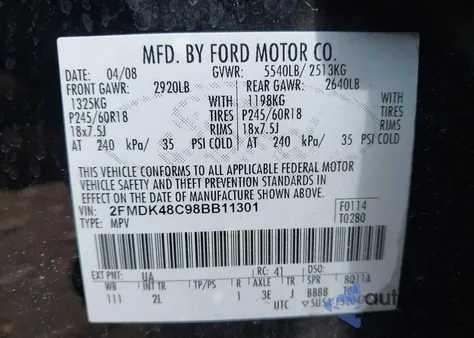 MFD. BY FORD MOTOR CO.
DATE: 04/08 GVWR: 5540LB/ 2513KG
FRONT GAWR: 2920LB REAR GAWR: 2640LB
1325KG 1198KG
P245/60R18 TIRES P245/60R18 TIRES
18x7.5J RIMS 18x7.5J RIMS
AT 240 kPa/ 35 PSI COLD AT 240 kPa/ 35 PSI COLD
THIS VEHICLE CONFORMS TO ALL APPLICABLE FEDERAL MOTOR
VEHICLE SAFETY AND THEFT PREVENTION STANDARDS IN
EFFECT ON THE DATE OF MANUFACTURE SHOWN ABOVE.
VIN: 2FMDK48C98BB11301 F0114
TYPE: MPV T0280
EXT PNT: UA RC: 41 DSO:
WB INT TR TP/PS R AXLE TR SPR 8Q11A
111 2L 1 3E J BBBB
UTC